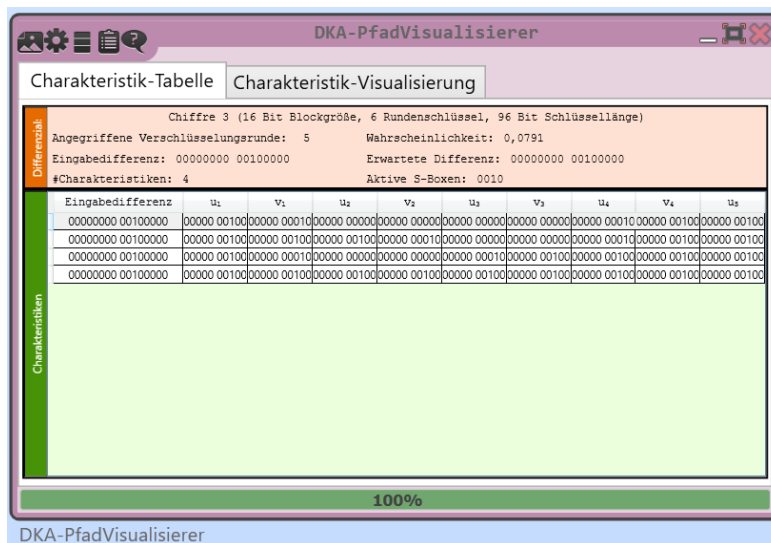 DKA-PfadVisualisierer
Charakteristik-Tabelle Charakteristik-Visualisierung
Differenzial:
Chiffre 3 (16 Bit Blockgröße, 6 Rundenschlüssel, 96 Bit Schlüssellänge)
Angegriffene Verschlüsselungsrunde: 5 Wahrscheinlichkeit: 0,0791
Eingabedifferenz: 00000000 00100000 Erwartete Differenz: 00000000 00100000
#Charakteristiken: 4 Aktive S-Boxen: 0010
Charakteristiken
Eingabedifferenz u₁ v₁ u₂ v₂ u₃ v₃ u₄ v₄ u₅
00000000 00100000 00000 00100 00000 00010 00000 00000 00000 00000 00000 00000 00000 00000 00000 00010 00000 00100 00000 00100
00000000 00100000 00000 00100 00000 00100 00000 00100 00000 00010 00000 00000 00000 00000 00000 00010 00000 00100 00000 00100
00000000 00100000 00000 00100 00000 00010 00000 00000 00000 00000 00000 00010 00000 00100 00000 00100 00000 00100 00000 00100
00000000 00100000 00000 00100 00000 00100 00000 00100 00000 00100 00000 00100 00000 00100 00000 00100 00000 00100 00000 00100
100%
DKA-PfadVisualisierer